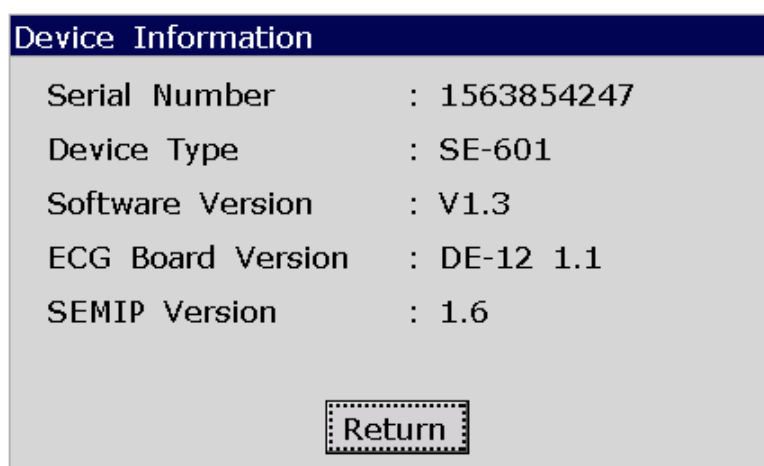 Device Information
Serial Number : 1563854247
Device Type : SE-601
Software Version : V1.3
ECG Board Version : DE-12 1.1
SEMIP Version : 1.6
Return